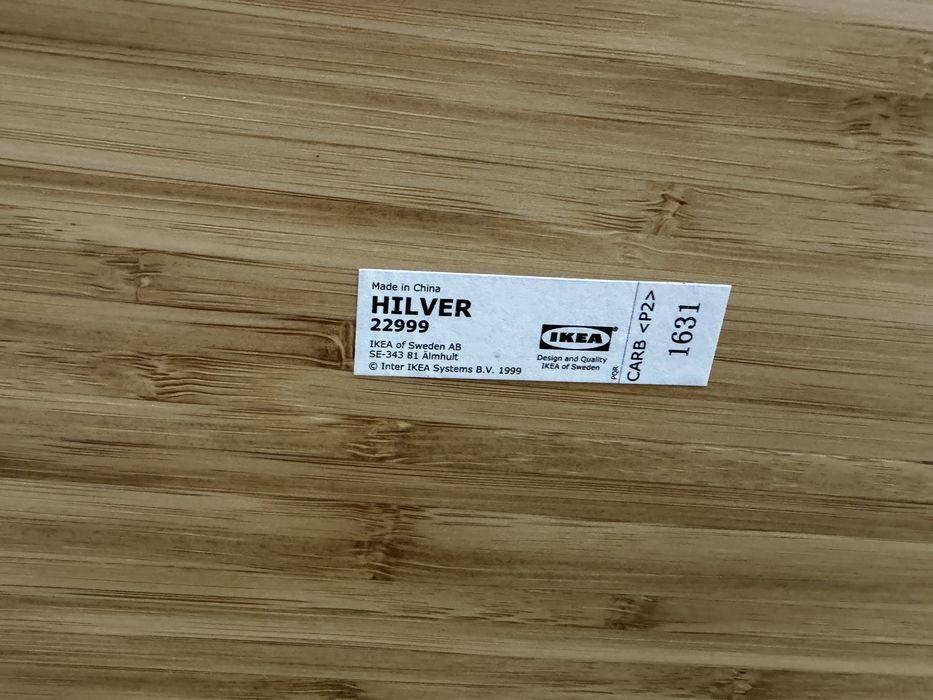 Made in China
HILVER
22999
IKEA of Sweden AB
SE-343 81 Älmhult
© Inter IKEA Systems B.V. 1999
IKEA®
Design and Quality
IKEA of Sweden
PQR
CARB <P2>
1631